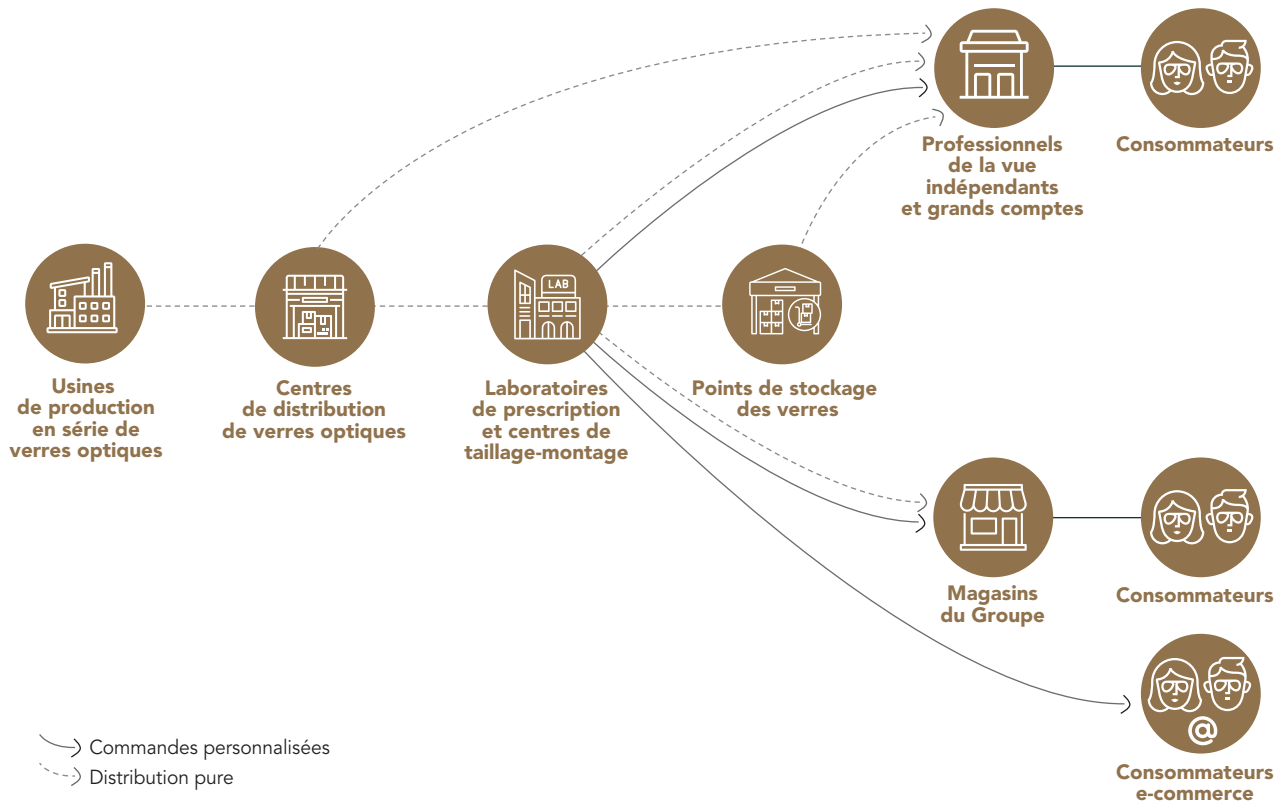 LAB
Professionnels
de la vue
indépendants
et grands comptes
Consommateurs
Usines
de production
en série de
verres optiques
Centres
de distribution
de verres optiques
Laboratoires
de prescription
et centres de
taillage-montage
Points de stockage
des verres
Magasins
du Groupe
Consommateurs
@
Consommateurs
e-commerce
Commandes personnalisées
Distribution pure